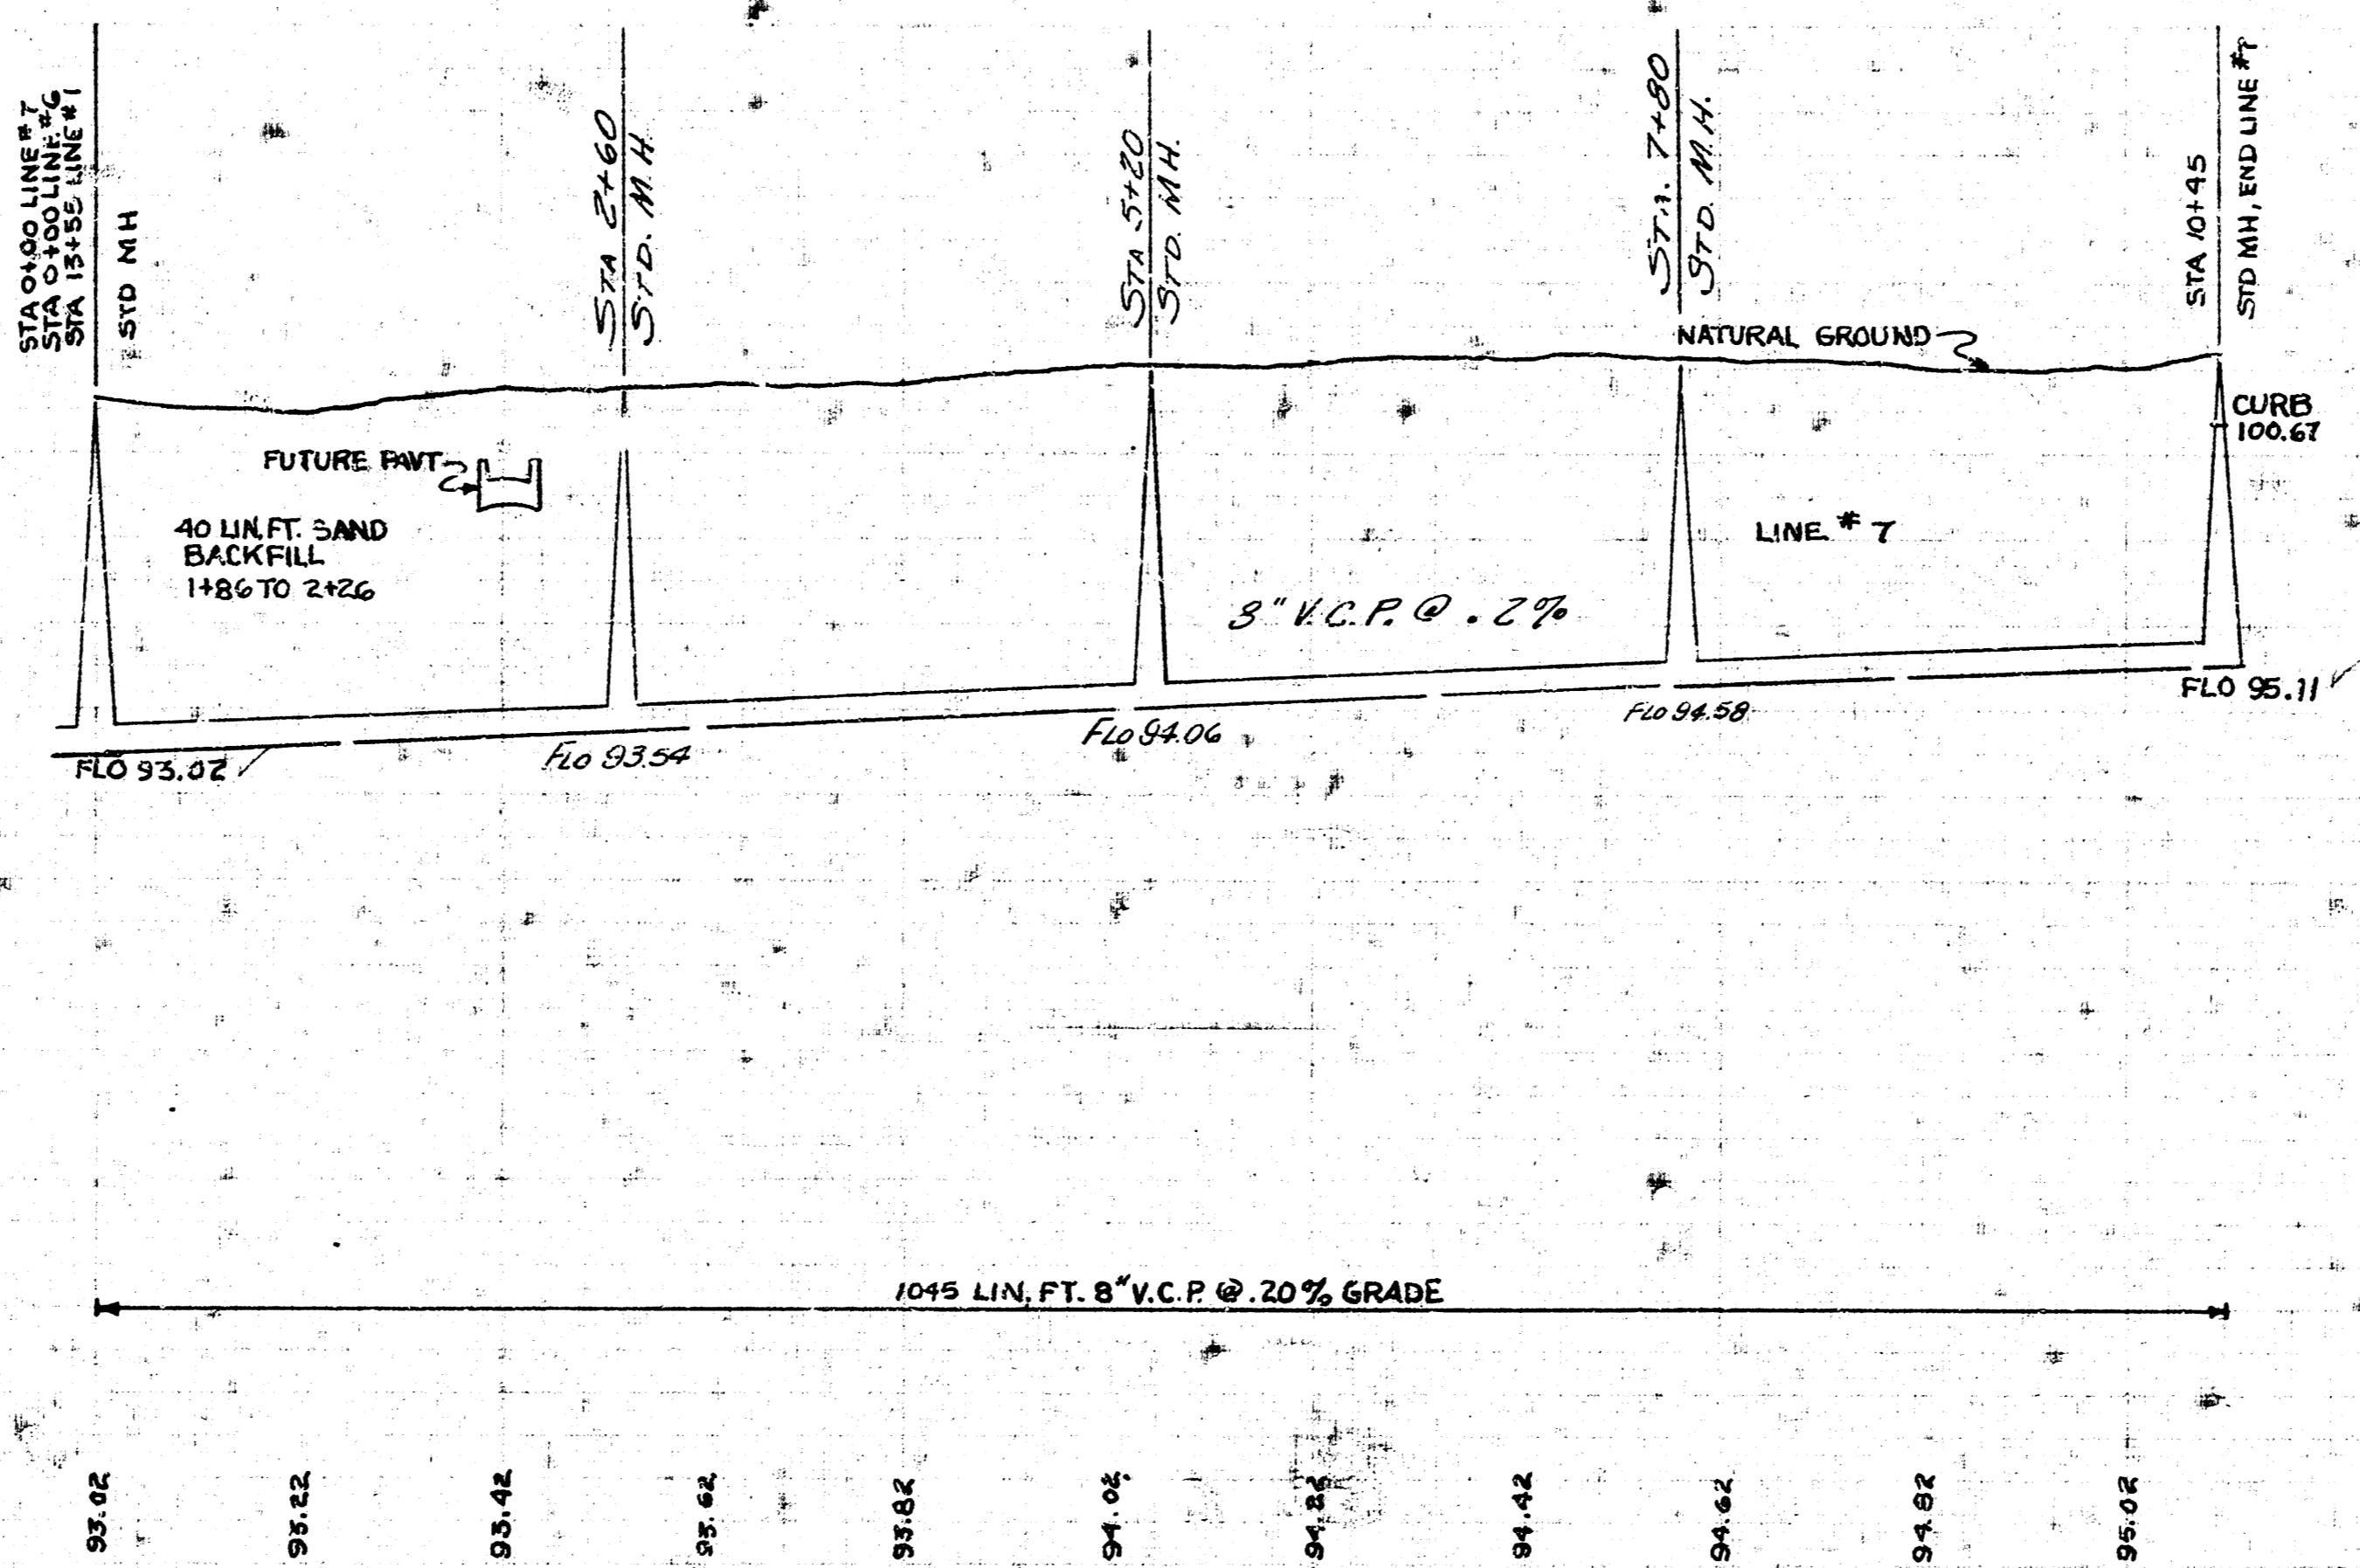 STA 0+00 LINE #7
STA 0+00 LINE #6
STA 13+55 LINE #1
STD MH
STA 2+60
STD. M.H.
STA 5+20
STD. M.H.
STA. 7+80
STD. M.H.
STA 10+45
STD MH, END LINE #7
NATURAL GROUND
CURB
100.67
FUTURE PAVT
40 LIN. FT. SAND
BACKFILL
1+86 TO 2+26
LINE # 7
8" V.C.P. @ .2%
FLO 93.02
FLO 93.54
FLO 94.06
FLO 94.58
FLO 95.11
1045 LIN. FT. 8" V.C.P. @ .20% GRADE
93.02
93.22
93.42
93.62
93.82
94.02
94.22
94.42
94.62
94.82
95.02